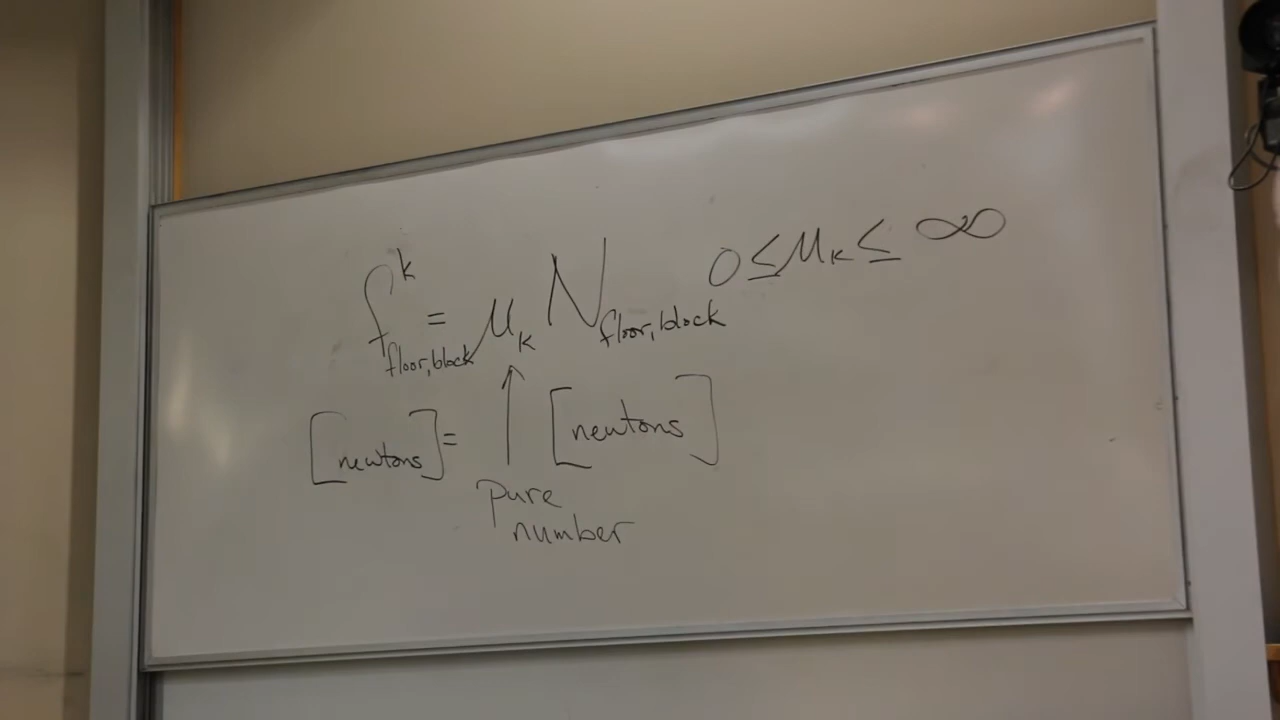 f^k_floor,block = μ_k N_floor,block 0 ≤ μ_k ≤ ∞
[newtons] = ↑ [newtons]
pure
number